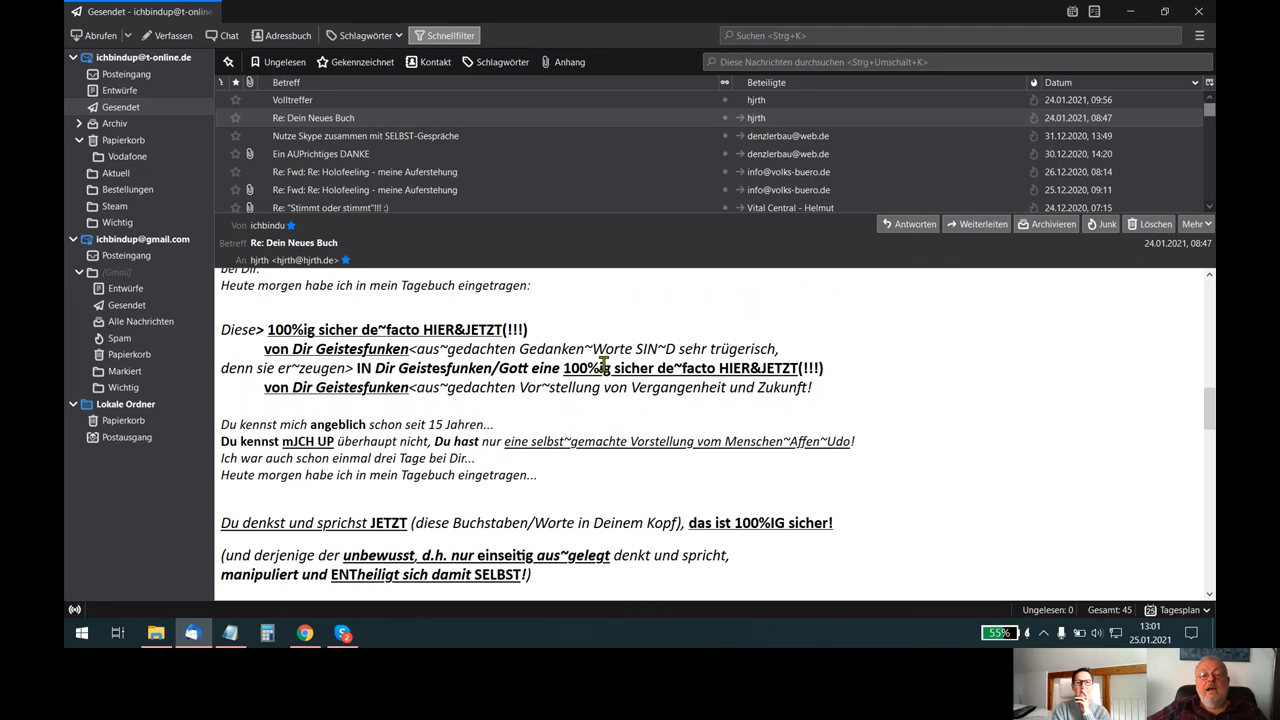 Gesendet - ichbindup@t-online
Abrufen Verfassen Chat Adressbuch Schlagwörter Schnellfilter Suchen <Strg+K>
ichbindup@t-online.de
Posteingang
Entwürfe
Gesendet
Archiv
Papierkorb
Vodafone
Aktuell
Bestellungen
Steam
Wichtig
ichbindup@gmail.com
Posteingang
[Gmail]
Entwürfe
Gesendet
Alle Nachrichten
Spam
Papierkorb
Markiert
Wichtig
Lokale Ordner
Papierkorb
Postausgang
Ungelesen Gekennzeichnet Kontakt Schlagwörter Anhang Diese Nachrichten durchsuchen <Strg+Umschalt+K>
Betreff Beteiligte Datum
Volltreffer hjrth 24.01.2021, 09:56
Re: Dein Neues Buch hjrth 24.01.2021, 08:47
Nutze Skype zusammen mit SELBST-Gespräche denzlerbau@web.de 31.12.2020, 13:49
Ein AUPrichtiges DANKE denzlerbau@web.de 30.12.2020, 14:20
Re: Fwd: Re: Holofeeling - meine Auferstehung info@volks-buero.de 26.12.2020, 08:14
Re: Fwd: Re: Holofeeling - meine Auferstehung info@volks-buero.de 25.12.2020, 09:11
Re: "Stimmt oder stimmt"!!! :) Vital Central - Helmut 24.12.2020, 07:15
Von ichbindu Antworten Weiterleiten Archivieren Junk Löschen Mehr
Betreff Re: Dein Neues Buch 24.01.2021, 08:47
An hjrth <hjrth@hjrth.de>
bei Dir.
Heute morgen habe ich in mein Tagebuch eingetragen:
Diese> 100%ig sicher de~facto HIER&JETZT(!!!)
von Dir Geistesfunken<aus~gedachten Gedanken~Worte SIN~D sehr trügerisch,
denn sie er~zeugen> IN Dir Geistesfunken/Gott eine 100%ig sicher de~facto HIER&JETZT(!!!)
von Dir Geistesfunken<aus~gedachten Vor~stellung von Vergangenheit und Zukunft!
Du kennst mich angeblich schon seit 15 Jahren...
Du kennst mJCH UP überhaupt nicht, Du hast nur eine selbst~gemachte Vorstellung vom Menschen~Affen~Udo!
Ich war auch schon einmal drei Tage bei Dir...
Heute morgen habe ich in mein Tagebuch eingetragen...
Du denkst und sprichst JETZT (diese Buchstaben/Worte in Deinem Kopf), das ist 100%IG sicher!
(und derjenige der unbewusst, d.h. nur einseitig aus~gelegt denkt und spricht,
manipuliert und ENTheiligt sich damit SELBST!)
Ungelesen: 0 Gesamt: 45 25 Tagesplan
55% 13:01
25.01.2021